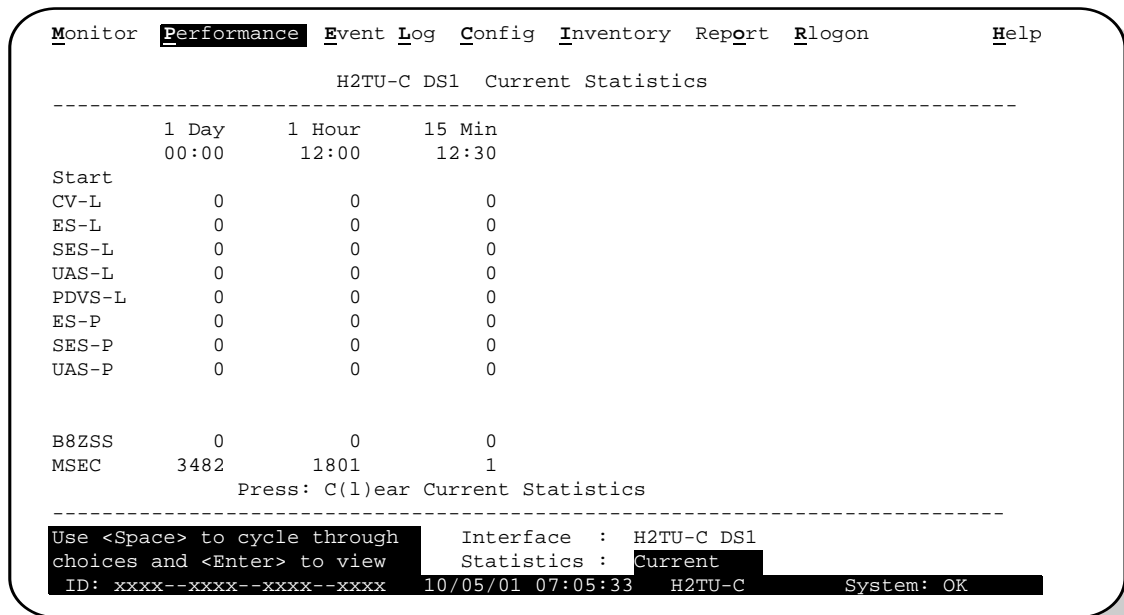 Monitor Performance Event Log Config Inventory Report Rlogon Help
H2TU-C DS1 Current Statistics
--------------------------------------------------------------------------------
1 Day 1 Hour 15 Min
00:00 12:00 12:30
Start
CV-L 0 0 0
ES-L 0 0 0
SES-L 0 0 0
UAS-L 0 0 0
PDVS-L 0 0 0
ES-P 0 0 0
SES-P 0 0 0
UAS-P 0 0 0
B8ZSS 0 0 0
MSEC 3482 1801 1
Press: C(l)ear Current Statistics
-------------------------------------------------------------------------------
Use <Space> to cycle through Interface : H2TU-C DS1
choices and <Enter> to view Statistics : Current
ID: xxxx--xxxx--xxxx--xxxx 10/05/01 07:05:33 H2TU-C System: OK